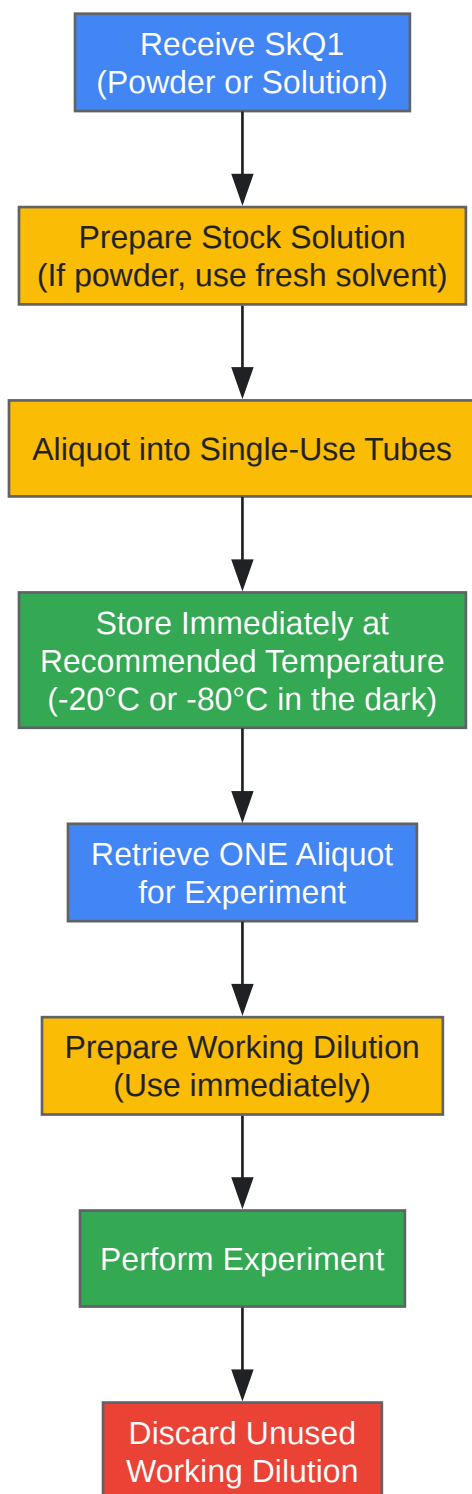 Receive SkQ1
(Powder or Solution)
Prepare Stock Solution
(If powder, use fresh solvent)
Aliquot into Single-Use Tubes
Store Immediately at
Recommended Temperature
(-20°C or -80°C in the dark)
Retrieve ONE Aliquot
for Experiment
Prepare Working Dilution
(Use immediately)
Perform Experiment
Discard Unused
Working Dilution